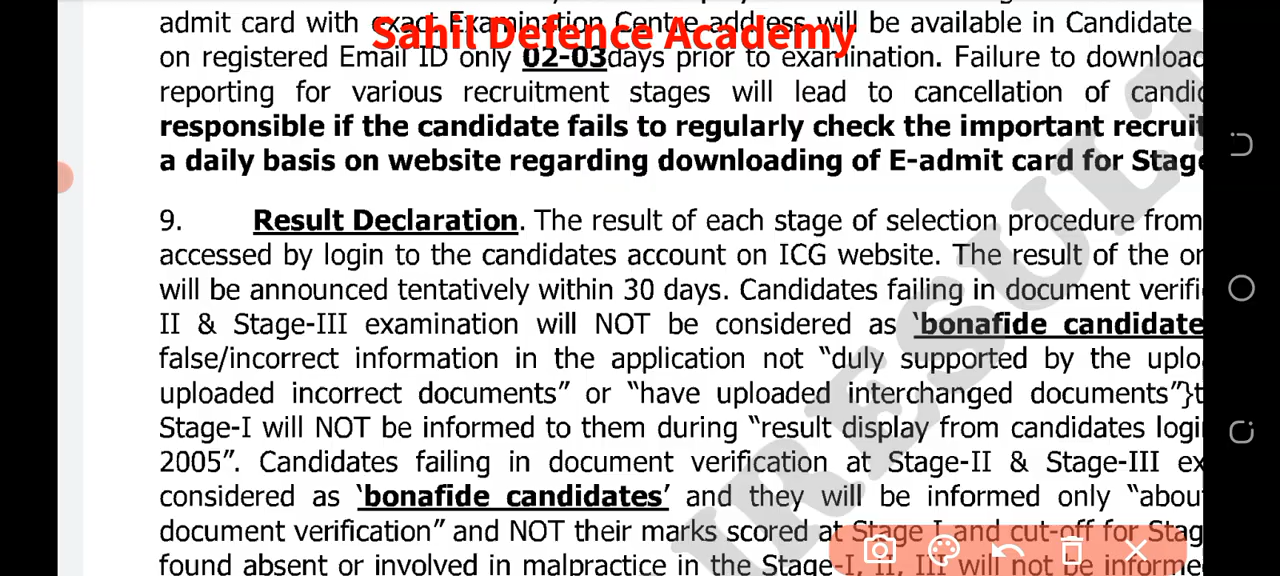 admit card with exact Examination Centre address will be available in Candidate
Sahil Defence Academy
on registered Email ID only 02-03days prior to examination. Failure to download
reporting for various recruitment stages will lead to cancellation of candid
responsible if the candidate fails to regularly check the important recruit
a daily basis on website regarding downloading of E-admit card for Stage
9. Result Declaration. The result of each stage of selection procedure from
accessed by login to the candidates account on ICG website. The result of the
will be announced tentatively within 30 days. Candidates failing in document verifi
II & Stage-III examination will NOT be considered as ‘bonafide candidate
false/incorrect information in the application not “duly supported by the uplo
uploaded incorrect documents” or “have uploaded interchanged documents”}t
Stage-I will NOT be informed to them during “result display from candidates logi
2005”. Candidates failing in document verification at Stage-II & Stage-III ex
considered as ‘bonafide candidates’ and they will be informed only “abou
document verification” and NOT their marks scored at Stage I and cut-off for Stag
found absent or involved in malpractice in the Stage-I, II, III will not be informe